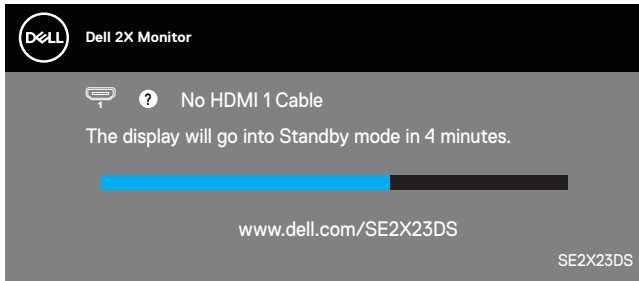 DELL
Dell 2X Monitor
1
? No HDMI 1 Cable
The display will go into Standby mode in 4 minutes.
www.dell.com/SE2X23DS
SE2X23DS